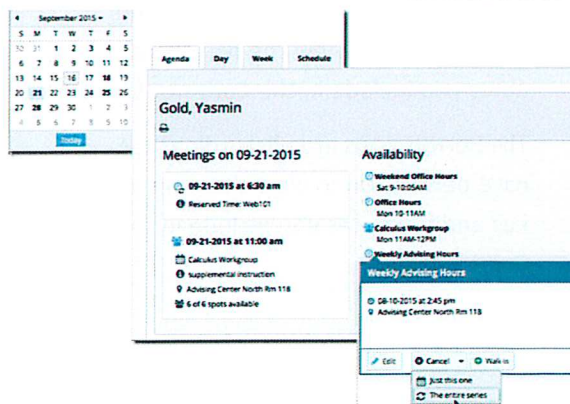 September 2015
S M T W T F S
30 31 1 2 3 4 5
6 7 8 9 10 11 12
13 14 15 16 17 18 19
20 21 22 23 24 25 26
27 28 29 30 1 2 3
4 5 6 7 8 9 10
Today
Agenda Day Week Schedule
Gold, Yasmin
Meetings on 09-21-2015
09-21-2015 at 6:30 am
Reserved Time: Web101
09-21-2015 at 11:00 am
Calculus Workgroup
supplemental instruction
Advising Center North Rm 118
6 of 6 spots available
Availability
Weekend Office Hours
Sat 9-10:05AM
Office Hours
Mon 10-11AM
Calculus Workgroup
Mon 11AM-12PM
Weekly Advising Hours
Weekly Advising Hours
08-10-2015 at 2:45 pm
Advising Center North Rm 118
Edit Cancel Walk in
Just this one
The entire series